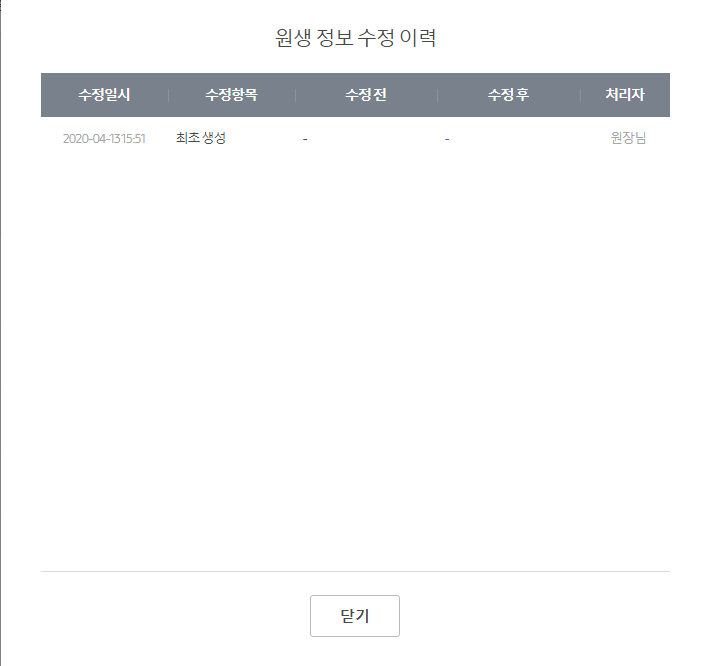 원생 정보 수정 이력
수정일시 수정항목 수정 전 수정 후 처리자
2020-04-13 15:51 최초 생성 - - 원장님
닫기